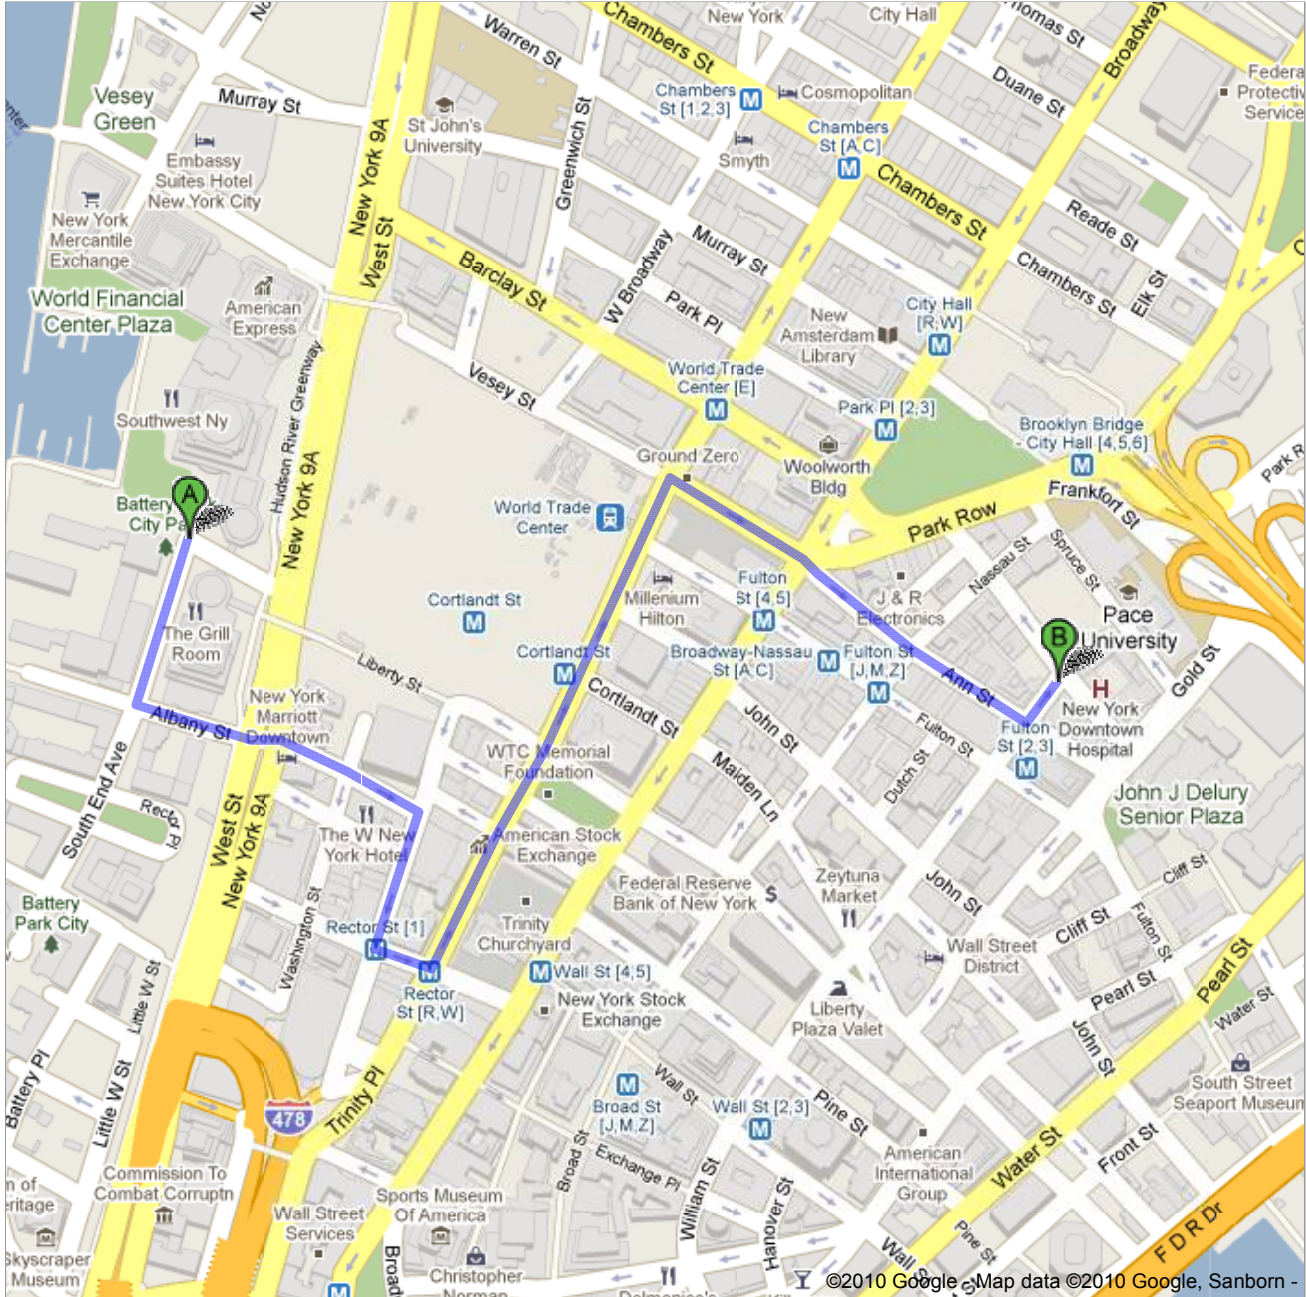 New York
City Hall
Thomas St
Warren St
Chambers St
Broadway
Duane St
Federa
Protectiv
Service
Vesey
Green
Murray St
Chambers
St [1,2,3]
Cosmopolitan
St John's
University
Greenwich St
Smyth
Chambers
St [A,C]
Chambers St
Embassy
Suites Hotel
New York City
New York 9A
West St
New York
Mercantile
Exchange
Reade St
Murray St
Barclay St
W Broadway
Chambers St
Elk St
World Financial
Center Plaza
American
Express
Park Pl
New
Amsterdam
Library
City Hall
[R,W]
Hudson River Greenway
Vesey St
World Trade
Center [E]
Park Pl [2,3]
Southwest Ny
Brooklyn Bridge
- City Hall [4,5,6]
Park R
New York 9A
Ground Zero
Woolworth
Bldg
Frankfort St
A
Battery
City
World Trade
Center
Park Row
Nassau St
Spruce St
Fulton
St [4,5]
J & R
Electronics
Cortlandt St
Millenium
Hilton
Pace
University
B
The Grill
Room
Cortlandt St
Broadway-Nassau
St [A,C]
Fulton St
[J,M,Z]
Liberty St
Ann St
Gold St
H
New York
Downtown
Hospital
New York
Marriott
Downtown
Albany St
Cortlandt St
John St
Fulton St
Fulton
St [2,3]
South End Ave
WTC Memorial
Foundation
Maiden Ln
Dutch St
Rector Pl
West St
New York 9A
The W New
York Hotel
American Stock
Exchange
John J Delury
Senior Plaza
Federal Reserve
Bank of New York
Zeytuna
Market
John St
Cliff St
Battery
Park City
Washington St
Rector St [1]
Trinity
Churchyard
Cliff St
Fulton St
Wall Street
District
Pearl St
Little W St
Rector
St [R,W]
Wall St [4,5]
New York Stock
Exchange
Liberty
Plaza Valet
Pearl St
Water St
John St
Battery Pl
Little W St
478
Trinity Pl
Wall St
Broad St
[J,M,Z]
Wall St [2,3]
Pine St
South Street
Seaport Museum
Broad St
Exchange Pl
American
International
Group
Water St
Front St
Commission To
Combat Corruptn
m of
eritage
Skyscraper
Museum
Wall Street
Services
Sports Museum
Of America
William St
Hanover St
Pine St
F D R Dr
Broad
Christopher
Norman
Delmonico's
Wall St
©2010 Google - Map data ©2010 Google, Sanborn -